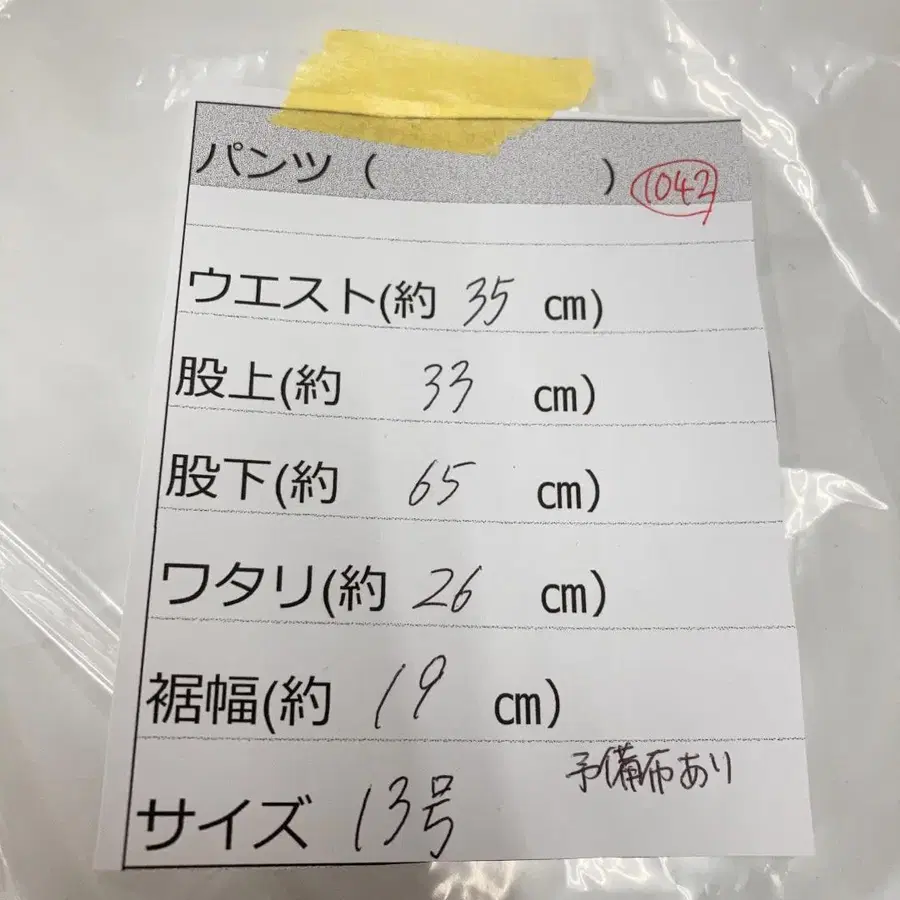 パンツ（　　　　　） 1042
ウエスト(約 35 cm)
股上(約 33 cm)
股下(約 65 cm)
ワタリ(約 26 cm)
裾幅(約 19 cm)
予備布あり
サイズ 13号